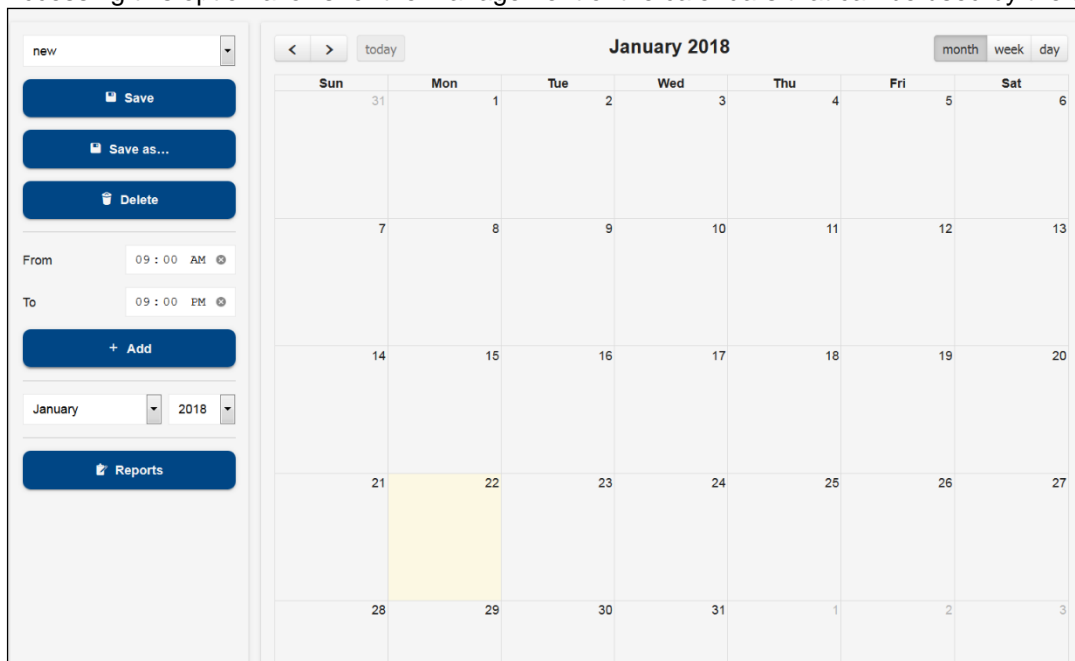 new
Save
Save as...
Delete
From 09:00 AM
To 09:00 PM
+ Add
January 2018
Reports
< > today January 2018 month week day
Sun Mon Tue Wed Thu Fri Sat
31 1 2 3 4 5 6
7 8 9 10 11 12 13
14 15 16 17 18 19 20
21 22 23 24 25 26 27
28 29 30 31 1 2 3